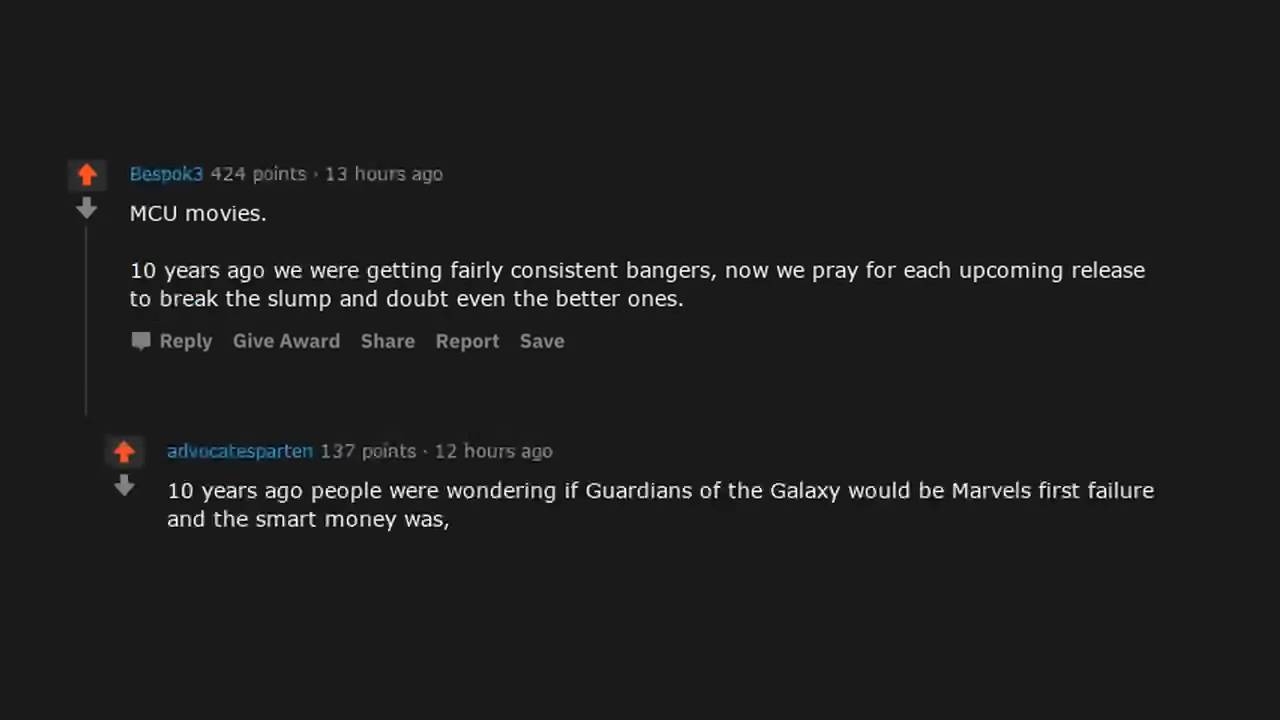 Bespok3 424 points · 13 hours ago
MCU movies.
10 years ago we were getting fairly consistent bangers, now we pray for each upcoming release
to break the slump and doubt even the better ones.
Reply Give Award Share Report Save
advocatesparten 137 points · 12 hours ago
10 years ago people were wondering if Guardians of the Galaxy would be Marvels first failure
and the smart money was,